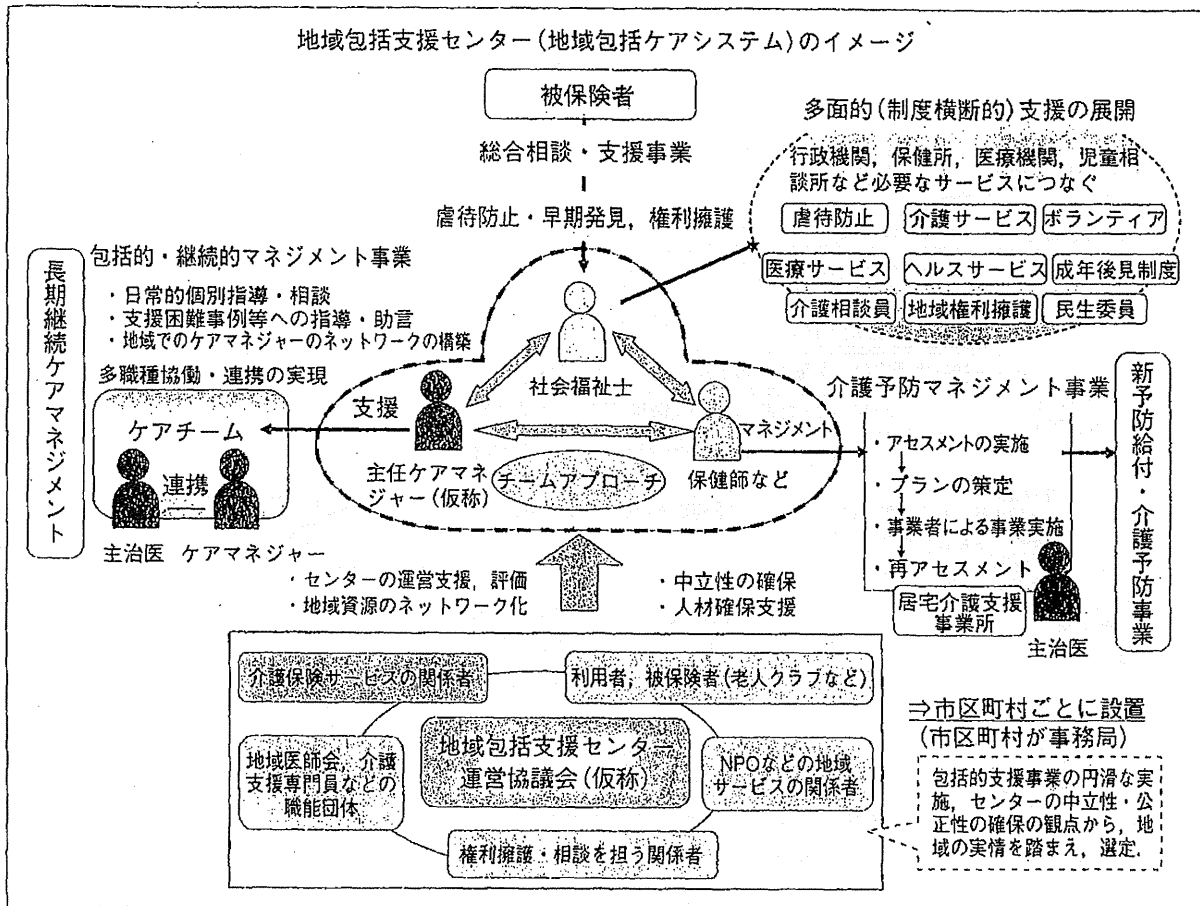 地域包括支援センター(地域包括ケアシステム)のイメージ
被保険者
総合相談・支援事業
虐待防止・早期発見,権利擁護
多面的(制度横断的)支援の展開
行政機関,保健所,医療機関,児童相
談所など必要なサービスにつなぐ
虐待防止
介護サービス
ボランティア
医療サービス
ヘルスサービス
成年後見制度
介護相談員
地域権利擁護
民生委員
長期継続ケアマネジメント
包括的・継続的マネジメント事業
・日常的個別指導・相談
・支援困難事例等への指導・助言
・地域でのケアマネジャーのネットワークの構築
多職種協働・連携の実現
ケアチーム
連携
主治医 ケアマネジャー
支援
社会福祉士
主任ケアマネ
ジャー(仮称)
チームアプローチ
保健師など
マネジメント
介護予防マネジメント事業
・アセスメントの実施
・プランの策定
・事業者による事業実施
・再アセスメント
居宅介護支援
事業所
主治医
新予防給付・介護予防事業
・センターの運営支援,評価
・地域資源のネットワーク化
・中立性の確保
・人材確保支援
介護保険サービスの関係者
利用者,被保険者(老人クラブなど)
地域医師会,介護
支援専門員などの
職能団体
地域包括支援センター
運営協議会(仮称)
NPOなどの地域
サービスの関係者
権利擁護・相談を担う関係者
⇒市区町村ごとに設置
(市区町村が事務局)
包括的支援事業の円滑な実
施,センターの中立性・公
正性の確保の観点から,地
域の実情を踏まえ,選定.